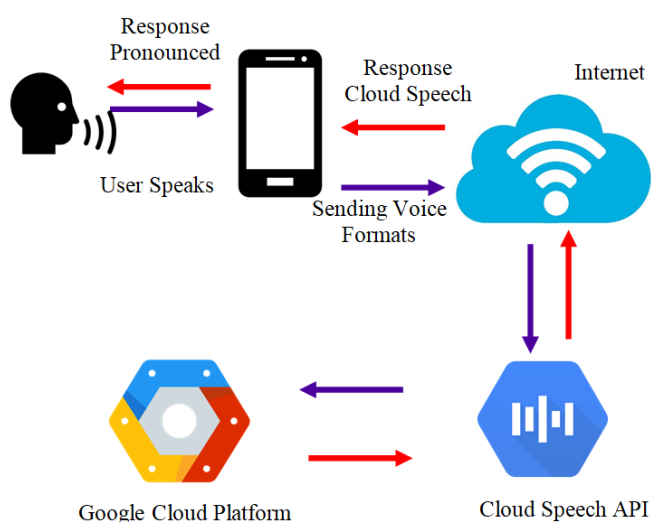 Response
Pronounced
Response
Cloud Speech
Internet
User Speaks
Sending Voice
Formats
Google Cloud Platform
Cloud Speech API